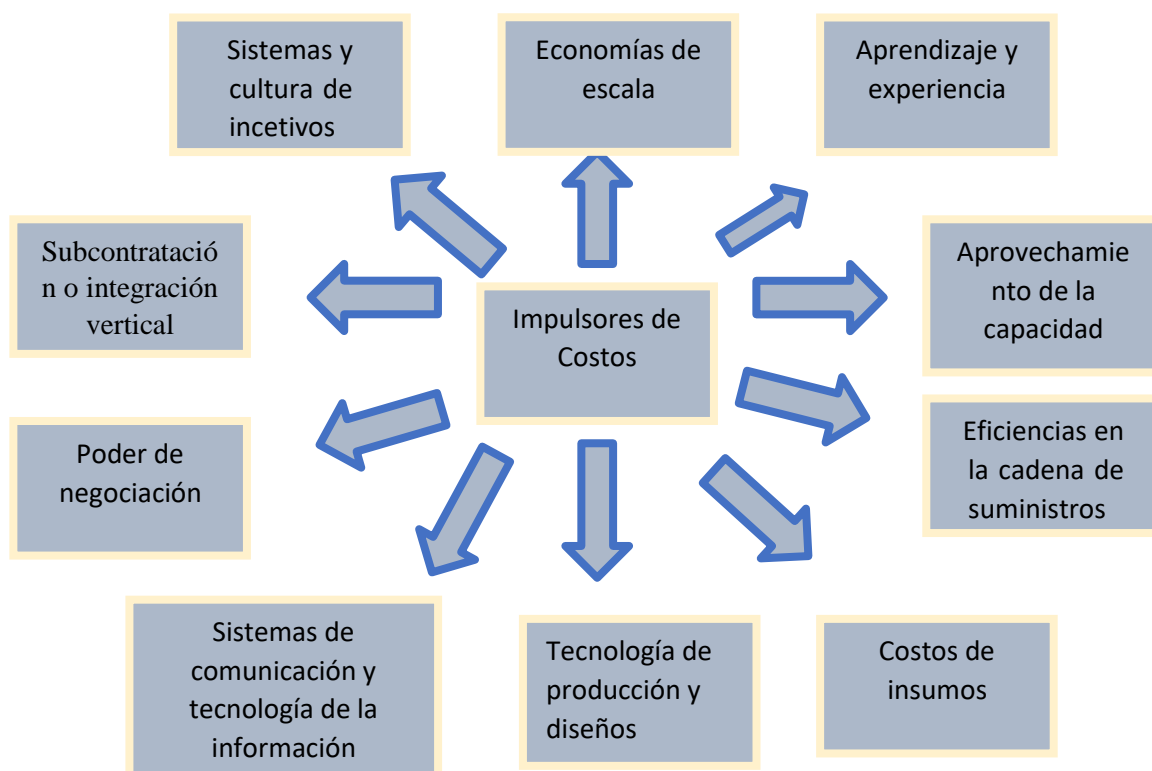 Sistemas y
cultura de
incetivos
Economías de
escala
Aprendizaje y
experiencia
Subcontratació
n o integración
vertical
Impulsores de
Costos
Aprovechamie
nto de la
capacidad
Poder de
negociación
Eficiencias en
la cadena de
suministros
Sistemas de
comunicación y
tecnología de la
información
Tecnología de
producción y
diseños
Costos de
insumos